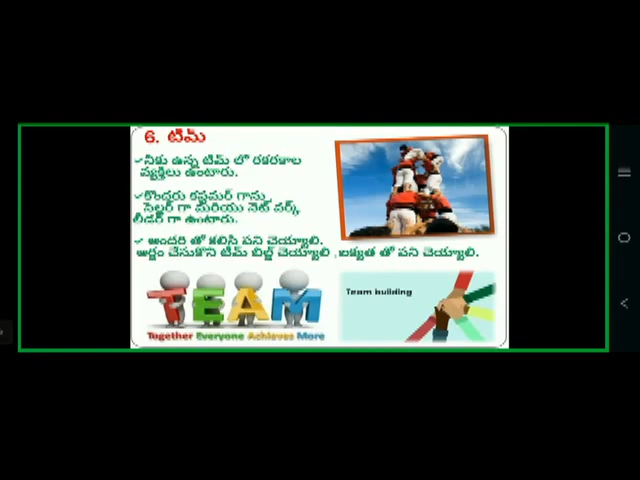 6. టీమ్
నీకు ఉన్న టీమ్ లో రకరకాల
వ్యక్తిలు ఉంటారు.
కొందరు కస్టమర్ గాను,
సెల్లర్ గా మరియు నెట్ వర్క్
లీడర్ గా ఉంటారు.
అందరి తో కలిసి పని చెయ్యాలి.
అర్థం చేసుకొని టీమ్ బిల్డ్ చెయ్యాలి , ఐక్యత తో పని చెయ్యాలి.
TEAM
Together Everyone Achieves More
Team building